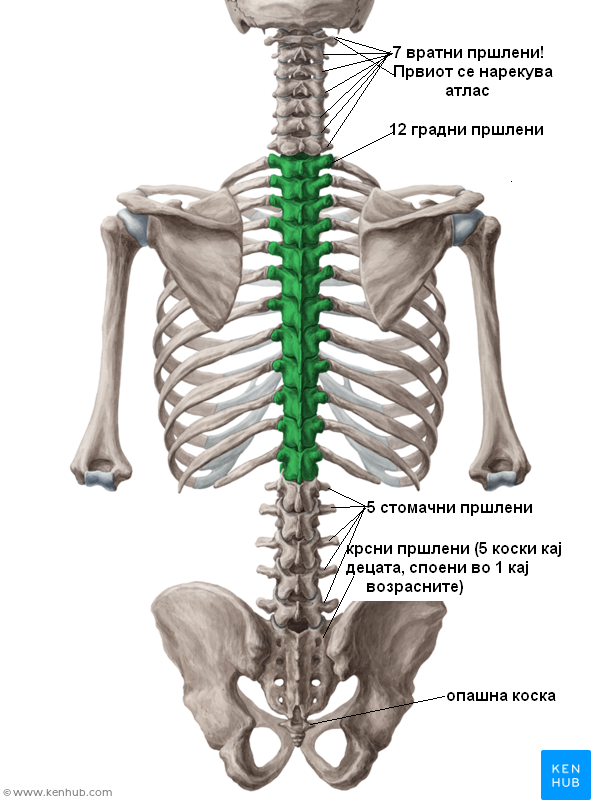 7 вратни пршлени!
Првиот се нарекува
атлас
12 градни пршлени
5 стомачни пршлени
крсни пршлени (5 коски кај
децата, споени во 1 кај
возрасните)
опашна коска
KEN
HUB
© www.kenhub.com